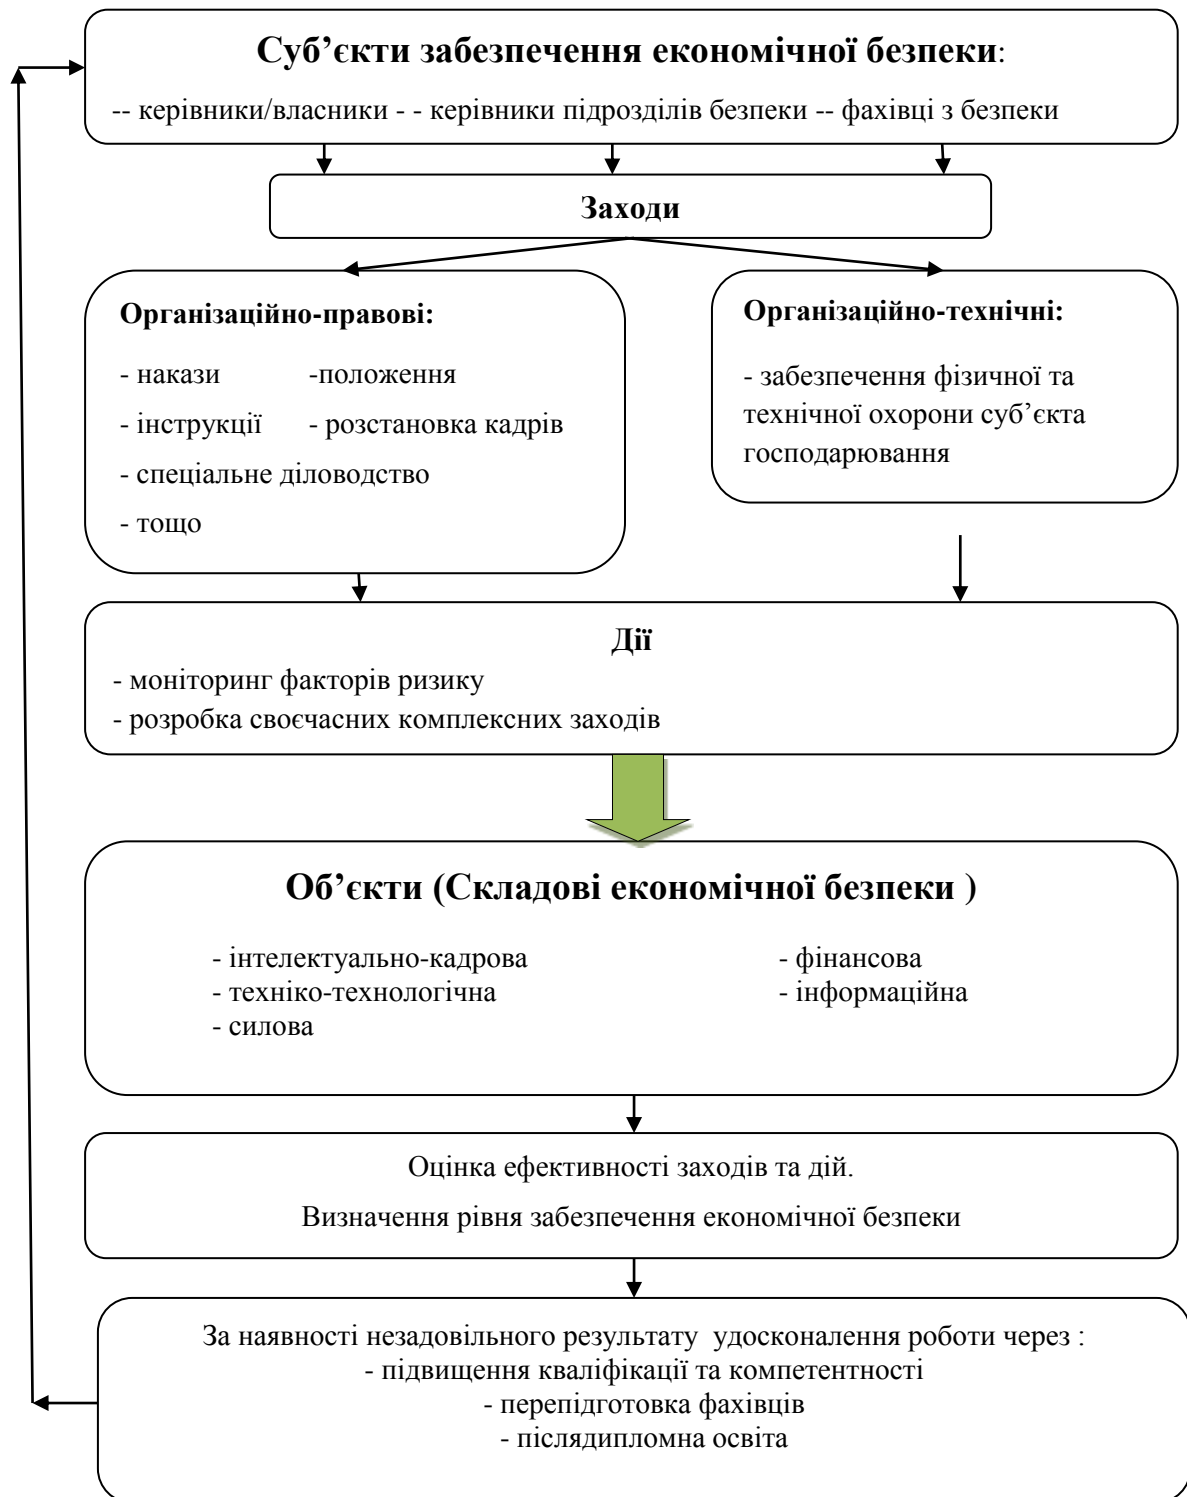 Суб’єкти забезпечення економічної безпеки:
-- керівники/власники - - керівники підрозділів безпеки -- фахівці з безпеки
Заходи
Організаційно-правові:
- накази -положення
- інструкції - розстановка кадрів
- спеціальне діловодство
- тощо
Організаційно-технічні:
- забезпечення фізичної та
технічної охорони суб’єкта
господарювання
Дії
- моніторинг факторів ризику
- розробка своєчасних комплексних заходів
Об’єкти (Складові економічної безпеки )
- інтелектуально-кадрова - фінансова
- техніко-технологічна - інформаційна
- силова
Оцінка ефективності заходів та дій.
Визначення рівня забезпечення економічної безпеки
За наявності незадовільного результату удосконалення роботи через :
- підвищення кваліфікації та компетентності
- перепідготовка фахівців
- післядипломна освіта